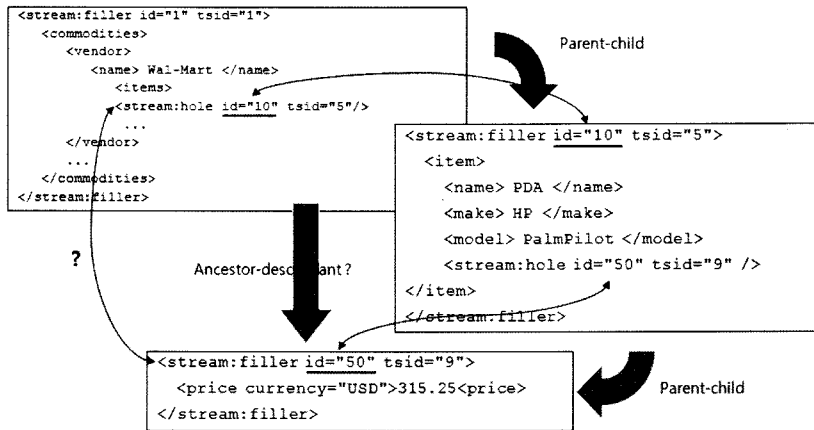 <stream:filler id="1" tsid="1">
<commodities>
<vendor>
<name> Wal-Mart </name>
<items>
<stream:hole id="10" tsid="5"/>
...
</vendor>
...
</commodities>
</stream:filler>
Parent-child
<stream:filler id="10" tsid="5">
<item>
<name> PDA </name>
<make> HP </make>
<model> PalmPilot </model>
<stream:hole id="50" tsid="9" />
</item>
</stream:filler>
?
Ancestor-descendant ?
<stream:filler id="50" tsid="9">
<price currency="USD">315.25<price>
</stream:filler>
Parent-child